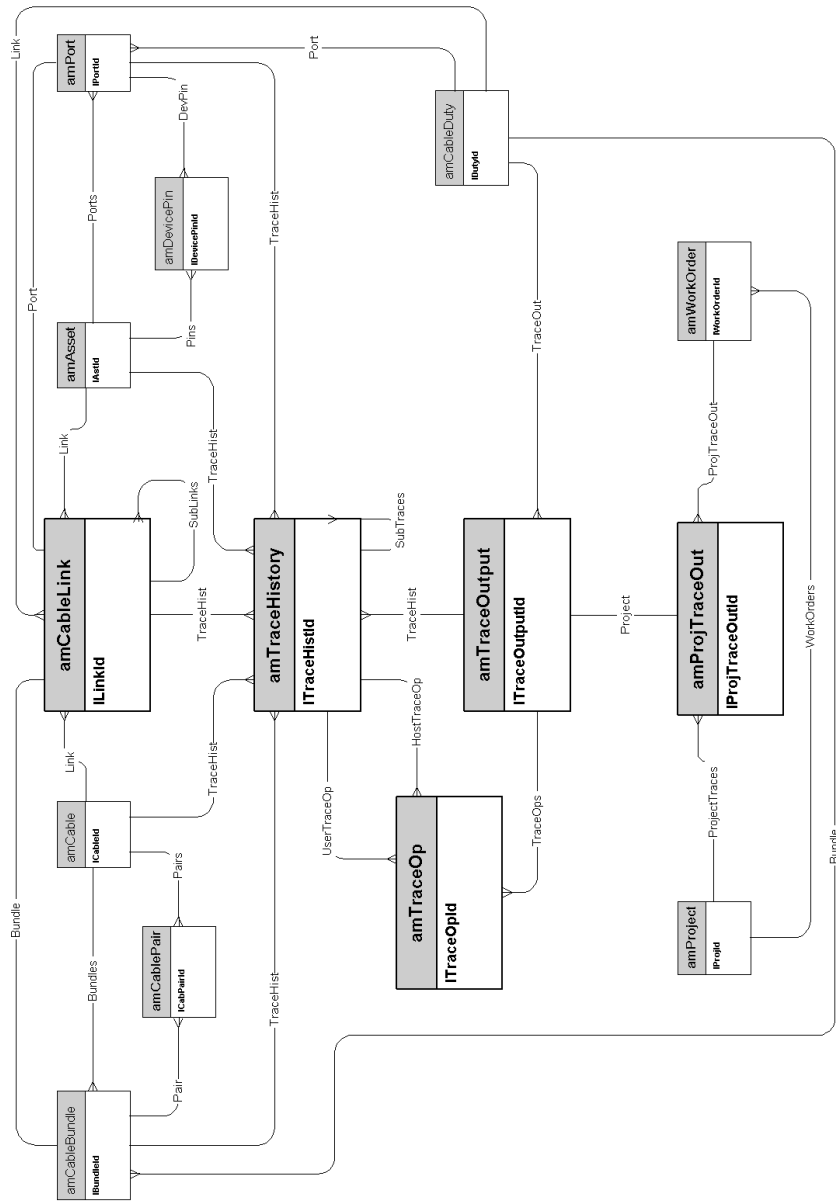 Bundle
Link
Port
amCableBundle
lBundleId
Bundles
amCable
lCableId
Link
amCableLink
lLinkId
Link
amAsset
lAstId
Ports
amPort
lPortId
Pair
amCablePair
lCabPairId
Pairs
SubLinks
Pins
amDevicePin
lDevicePinId
DevPin
TraceHist
TraceHist
TraceHist
TraceHist
TraceHist
amTraceHistory
lTraceHistId
Port
UserTraceOp
HostTraceOp
TraceHist
SubTraces
amTraceOp
lTraceOpId
amCableDuty
lDutyId
amTraceOutput
lTraceOutputId
TraceOps
TraceOut
Project
amProject
lProjId
ProjectTraces
amProjTraceOut
lProjTraceOutId
ProjTraceOut
amWorkOrder
lWorkOrderId
WorkOrders
Bundle